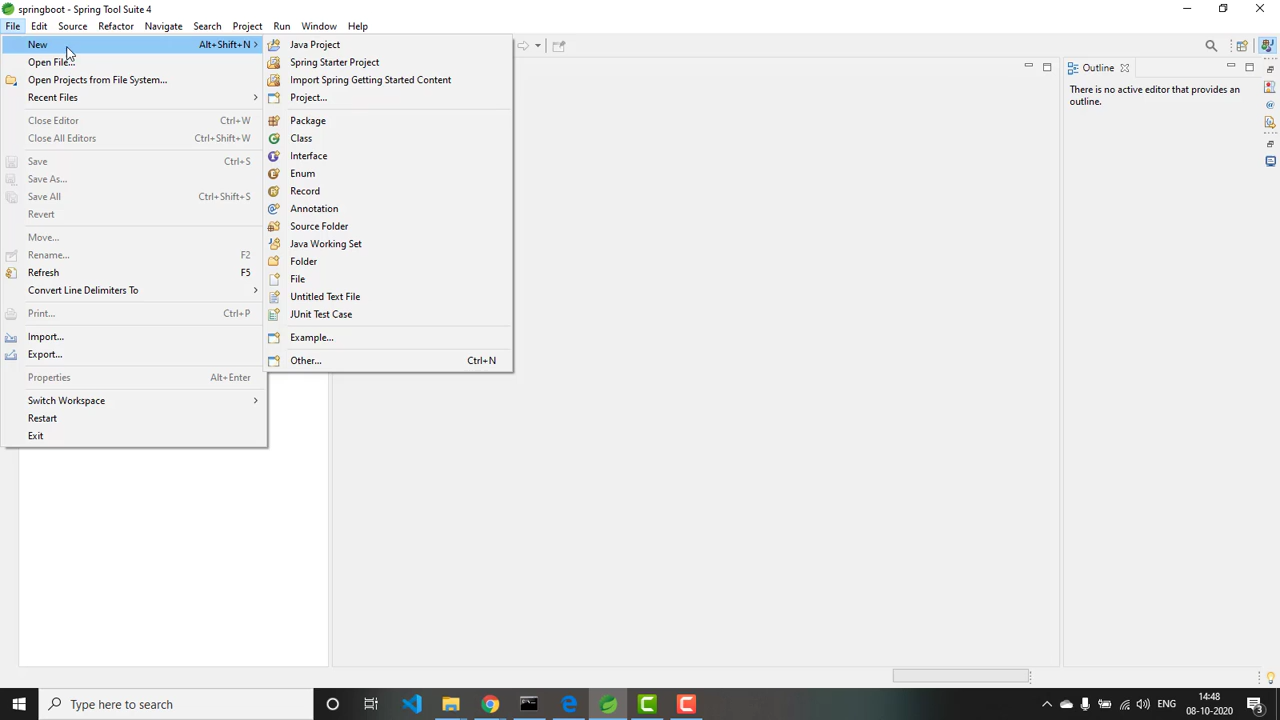 springboot - Spring Tool Suite 4
File Edit Source Refactor Navigate Search Project Run Window Help
New Alt+Shift+N
Open File...
Open Projects from File System...
Recent Files
Close Editor Ctrl+W
Close All Editors Ctrl+Shift+W
Save Ctrl+S
Save As...
Save All Ctrl+Shift+S
Revert
Move...
Rename... F2
Refresh F5
Convert Line Delimiters To
Print... Ctrl+P
Import...
Export...
Properties Alt+Enter
Switch Workspace
Restart
Exit
Java Project
Spring Starter Project
Import Spring Getting Started Content
Project...
Package
Class
Interface
Enum
Record
Annotation
Source Folder
Java Working Set
Folder
File
Untitled Text File
JUnit Test Case
Example...
Other... Ctrl+N
Outline
There is no active editor that provides an
outline.
Type here to search
ENG
14:48
08-10-2020
3